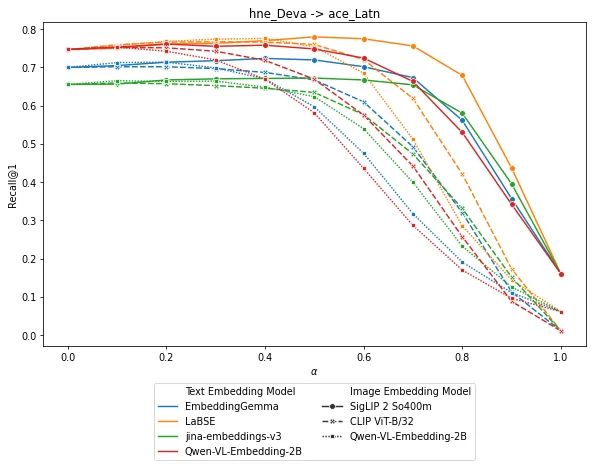 hne_Deva -> ace_Latn
Recall@1
0.8
0.7
0.6
0.5
0.4
0.3
0.2
0.1
0.0
0.0 0.2 0.4 0.6 0.8 1.0
α
Text Embedding Model
EmbeddingGemma
LaBSE
jina-embeddings-v3
Qwen-VL-Embedding-2B
Image Embedding Model
SigLIP 2 So400m
CLIP ViT-B/32
Qwen-VL-Embedding-2B